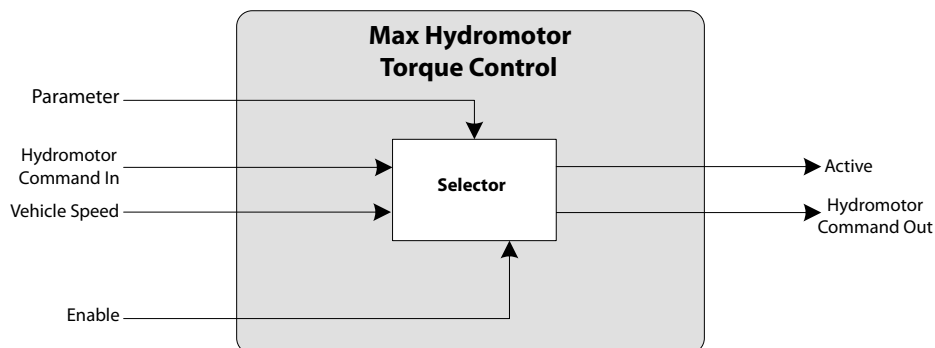 Max Hydromotor
Torque Control
Parameter
Hydromotor
Command In
Selector
Active
Vehicle Speed
Hydromotor
Command Out
Enable